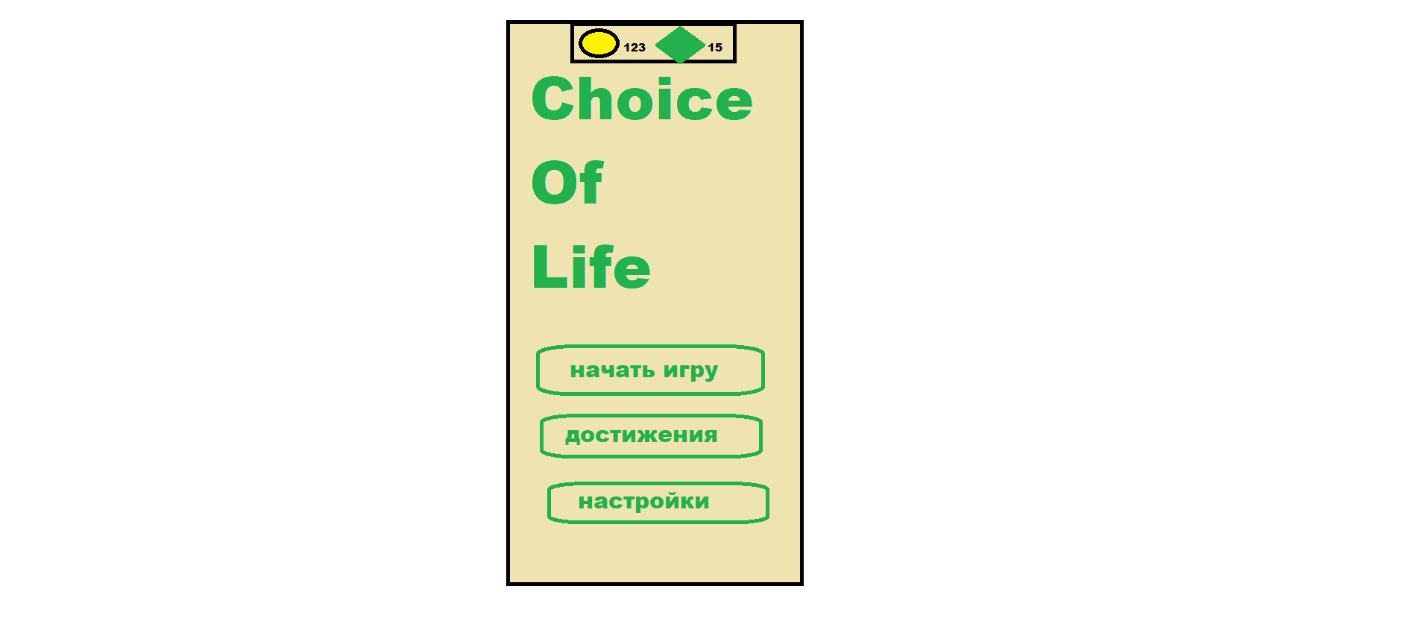 123 15
Choice
Of
Life
начать игру
достижения
настройки